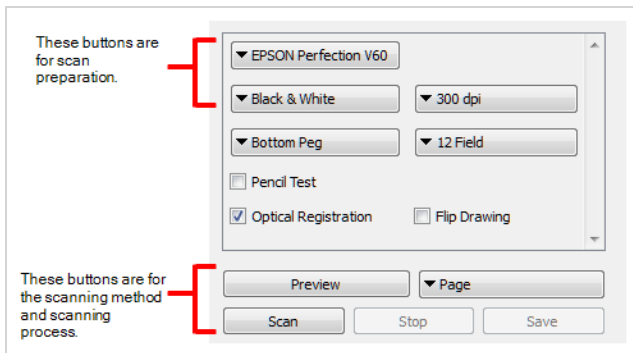 These buttons are
for scan
preparation.
EPSON Perfection V60
Black & White
300 dpi
Bottom Peg
12 Field
Pencil Test
Optical Registration
Flip Drawing
These buttons are for
the scanning method
and scanning
process.
Preview
Page
Scan
Stop
Save